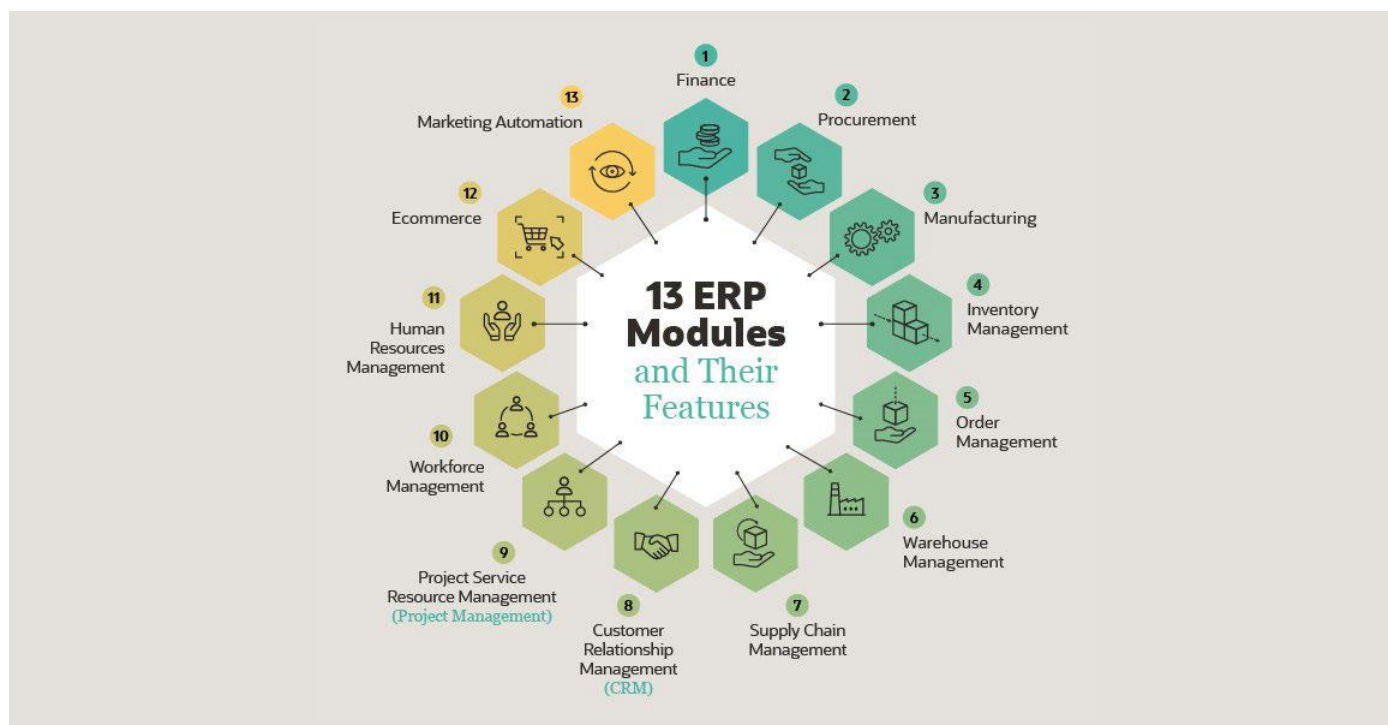 13 ERP
Modules
and Their
Features
1
Finance
2
Procurement
3
Manufacturing
4
Inventory
Management
5
Order
Management
6
Warehouse
Management
7
Supply Chain
Management
8
Customer
Relationship
Management
(CRM)
9
Project Service
Resource Management
(Project Management)
10
Workforce
Management
11
Human
Resources
Management
12
Ecommerce
13
Marketing Automation